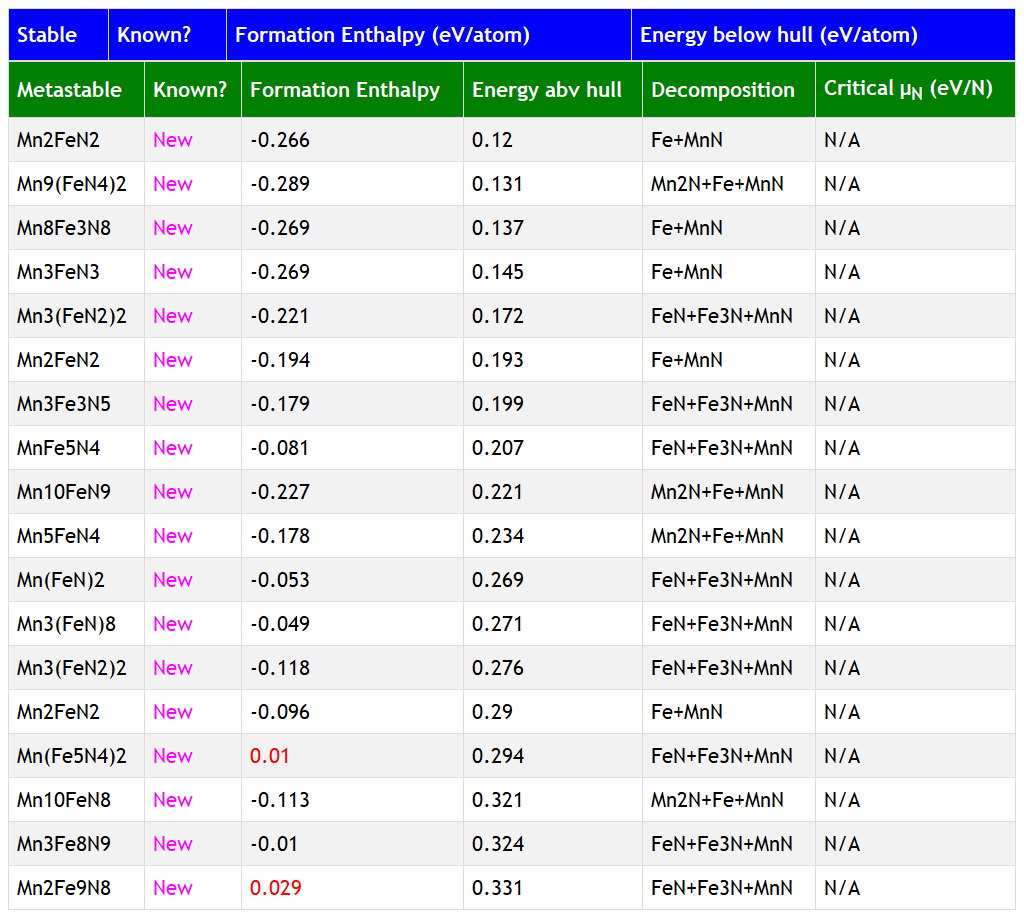 Stable Known? Formation Enthalpy (eV/atom) Energy below hull (eV/atom)
Metastable Known? Formation Enthalpy Energy abv hull Decomposition Critical μN (eV/N)
Mn2FeN2 New -0.266 0.12 Fe+MnN N/A
Mn9(FeN4)2 New -0.289 0.131 Mn2N+Fe+MnN N/A
Mn8Fe3N8 New -0.269 0.137 Fe+MnN N/A
Mn3FeN3 New -0.269 0.145 Fe+MnN N/A
Mn3(FeN2)2 New -0.221 0.172 FeN+Fe3N+MnN N/A
Mn2FeN2 New -0.194 0.193 Fe+MnN N/A
Mn3Fe3N5 New -0.179 0.199 FeN+Fe3N+MnN N/A
MnFe5N4 New -0.081 0.207 FeN+Fe3N+MnN N/A
Mn10FeN9 New -0.227 0.221 Mn2N+Fe+MnN N/A
Mn5FeN4 New -0.178 0.234 Mn2N+Fe+MnN N/A
Mn(FeN)2 New -0.053 0.269 FeN+Fe3N+MnN N/A
Mn3(FeN)8 New -0.049 0.271 FeN+Fe3N+MnN N/A
Mn3(FeN2)2 New -0.118 0.276 FeN+Fe3N+MnN N/A
Mn2FeN2 New -0.096 0.29 Fe+MnN N/A
Mn(Fe5N4)2 New 0.01 0.294 FeN+Fe3N+MnN N/A
Mn10FeN8 New -0.113 0.321 Mn2N+Fe+MnN N/A
Mn3Fe8N9 New -0.01 0.324 FeN+Fe3N+MnN N/A
Mn2Fe9N8 New 0.029 0.331 FeN+Fe3N+MnN N/A